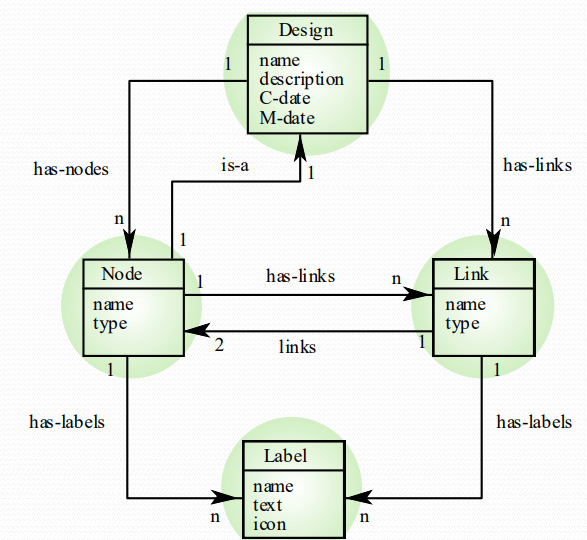 Design
name
description
C-date
M-date
1
1
has-nodes
is-a
1
has-links
n
1
n
Node
name
type
1
has-links
n
Link
name
type
2
links
1
1
1
has-labels
has-labels
Label
name
text
icon
n
n